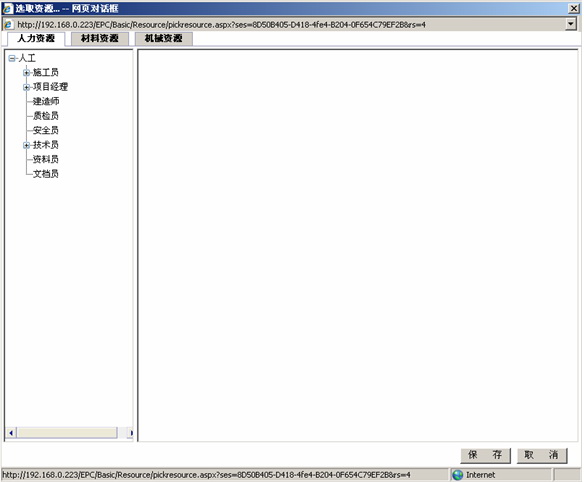 选取资源... -- 网页对话框
http://192.168.0.223/EPC/Basic/Resource/pickresource.aspx?ses=8D50B405-D418-4fe4-B204-0F654C79EF2B&rs=4
人力资源 材料资源 机械资源
人工
施工员
项目经理
建造师
质检员
安全员
技术员
资料员
文档员
保 存 取 消
http://192.168.0.223/EPC/Basic/Resource/pickresource.aspx?ses=8D50B405-D418-4fe4-B204-0F654C79EF2B&rs=4 Internet